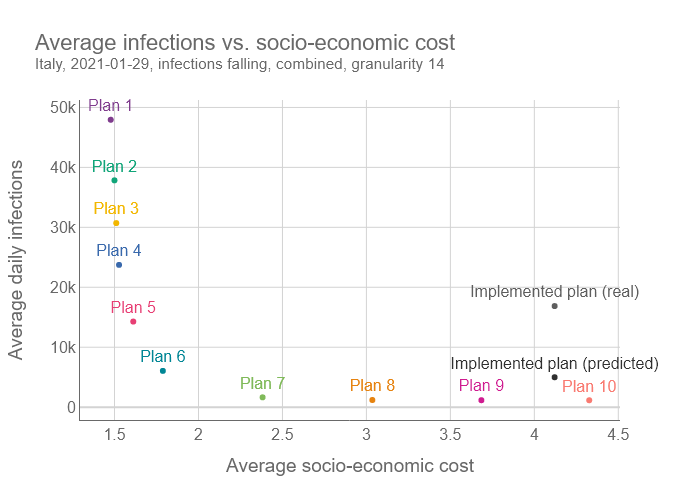 Average infections vs. socio-economic cost
Italy, 2021-01-29, infections falling, combined, granularity 14
Average daily infections
50k
40k
30k
20k
10k
0
Plan 1
Plan 2
Plan 3
Plan 4
Plan 5
Plan 6
Plan 7
Plan 8
Plan 9
Plan 10
Implemented plan (real)
Implemented plan (predicted)
1.5
2
2.5
3
3.5
4
4.5
Average socio-economic cost